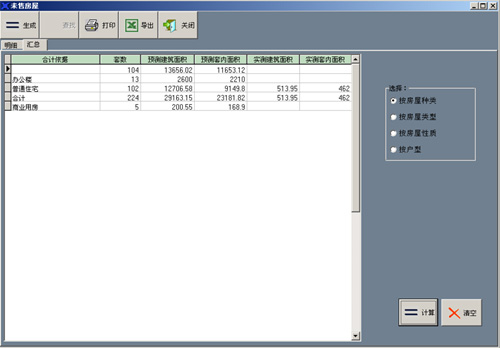 未售房屋
生成 查找 打印 导出 关闭
明细 汇总
合计依据 套数 预测建筑面积 预测套内面积 实测建筑面积 实测套内面积
104 13656.02 11653.12
办公楼 13 2600 2210
普通住宅 102 12706.58 9149.8 513.95 462
合计 224 29163.15 23181.82 513.95 462
商业用房 5 200.55 168.9
选择：
按房屋种类
按房屋类型
按房屋性质
按户型
计算 清空